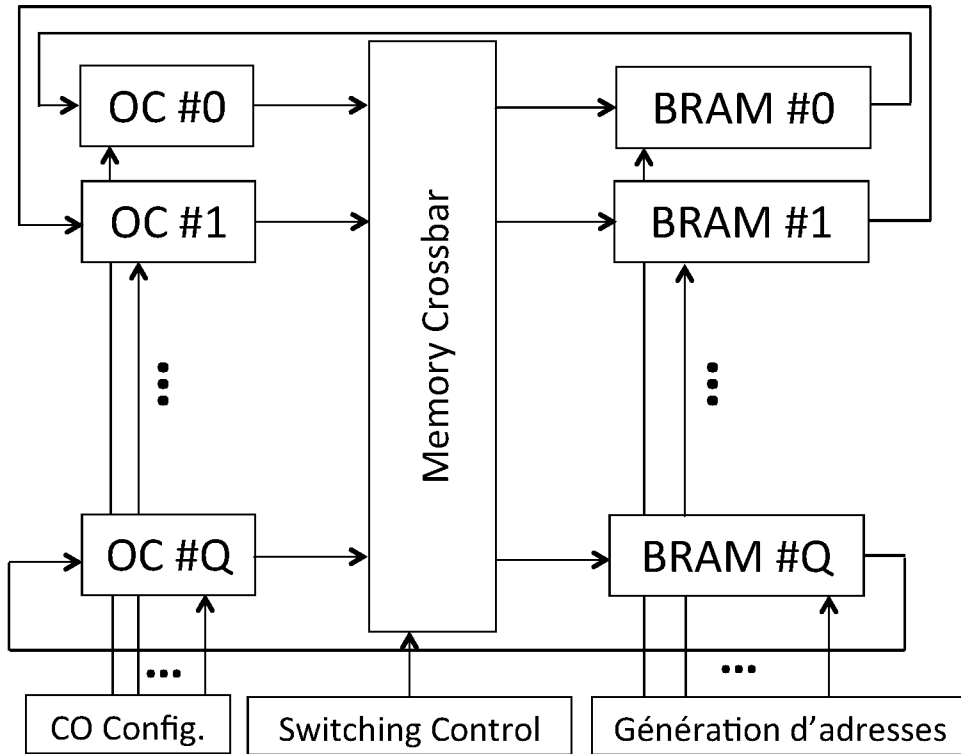 OC #0
BRAM #0
OC #1
BRAM #1
Memory Crossbar
...
...
OC #Q
BRAM #Q
...
...
CO Config.
Switching Control
Génération d'adresses